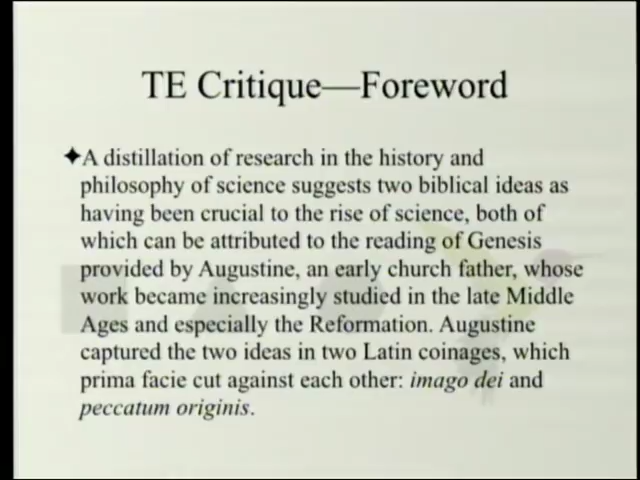 TE Critique—Foreword
✦A distillation of research in the history and
philosophy of science suggests two biblical ideas as
having been crucial to the rise of science, both of
which can be attributed to the reading of Genesis
provided by Augustine, an early church father, whose
work became increasingly studied in the late Middle
Ages and especially the Reformation. Augustine
captured the two ideas in two Latin coinages, which
prima facie cut against each other: imago dei and
peccatum originis.